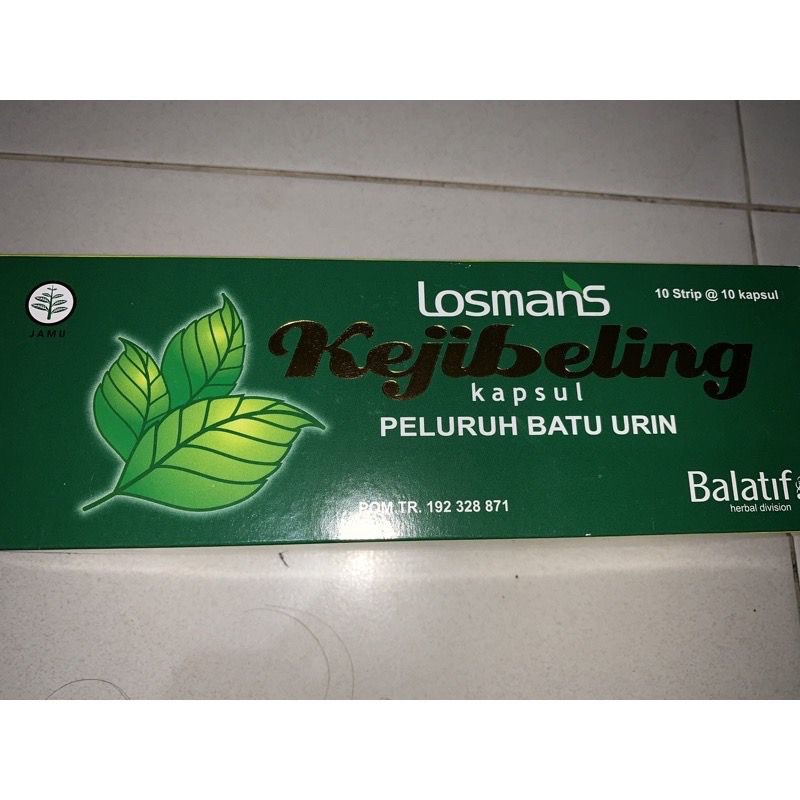 JAMU
Losman'S
10 Strip @ 10 kapsul
Kejibeling
kapsul
PELURUH BATU URIN
POM.TR. 192 328 871
Balatif
herbal division